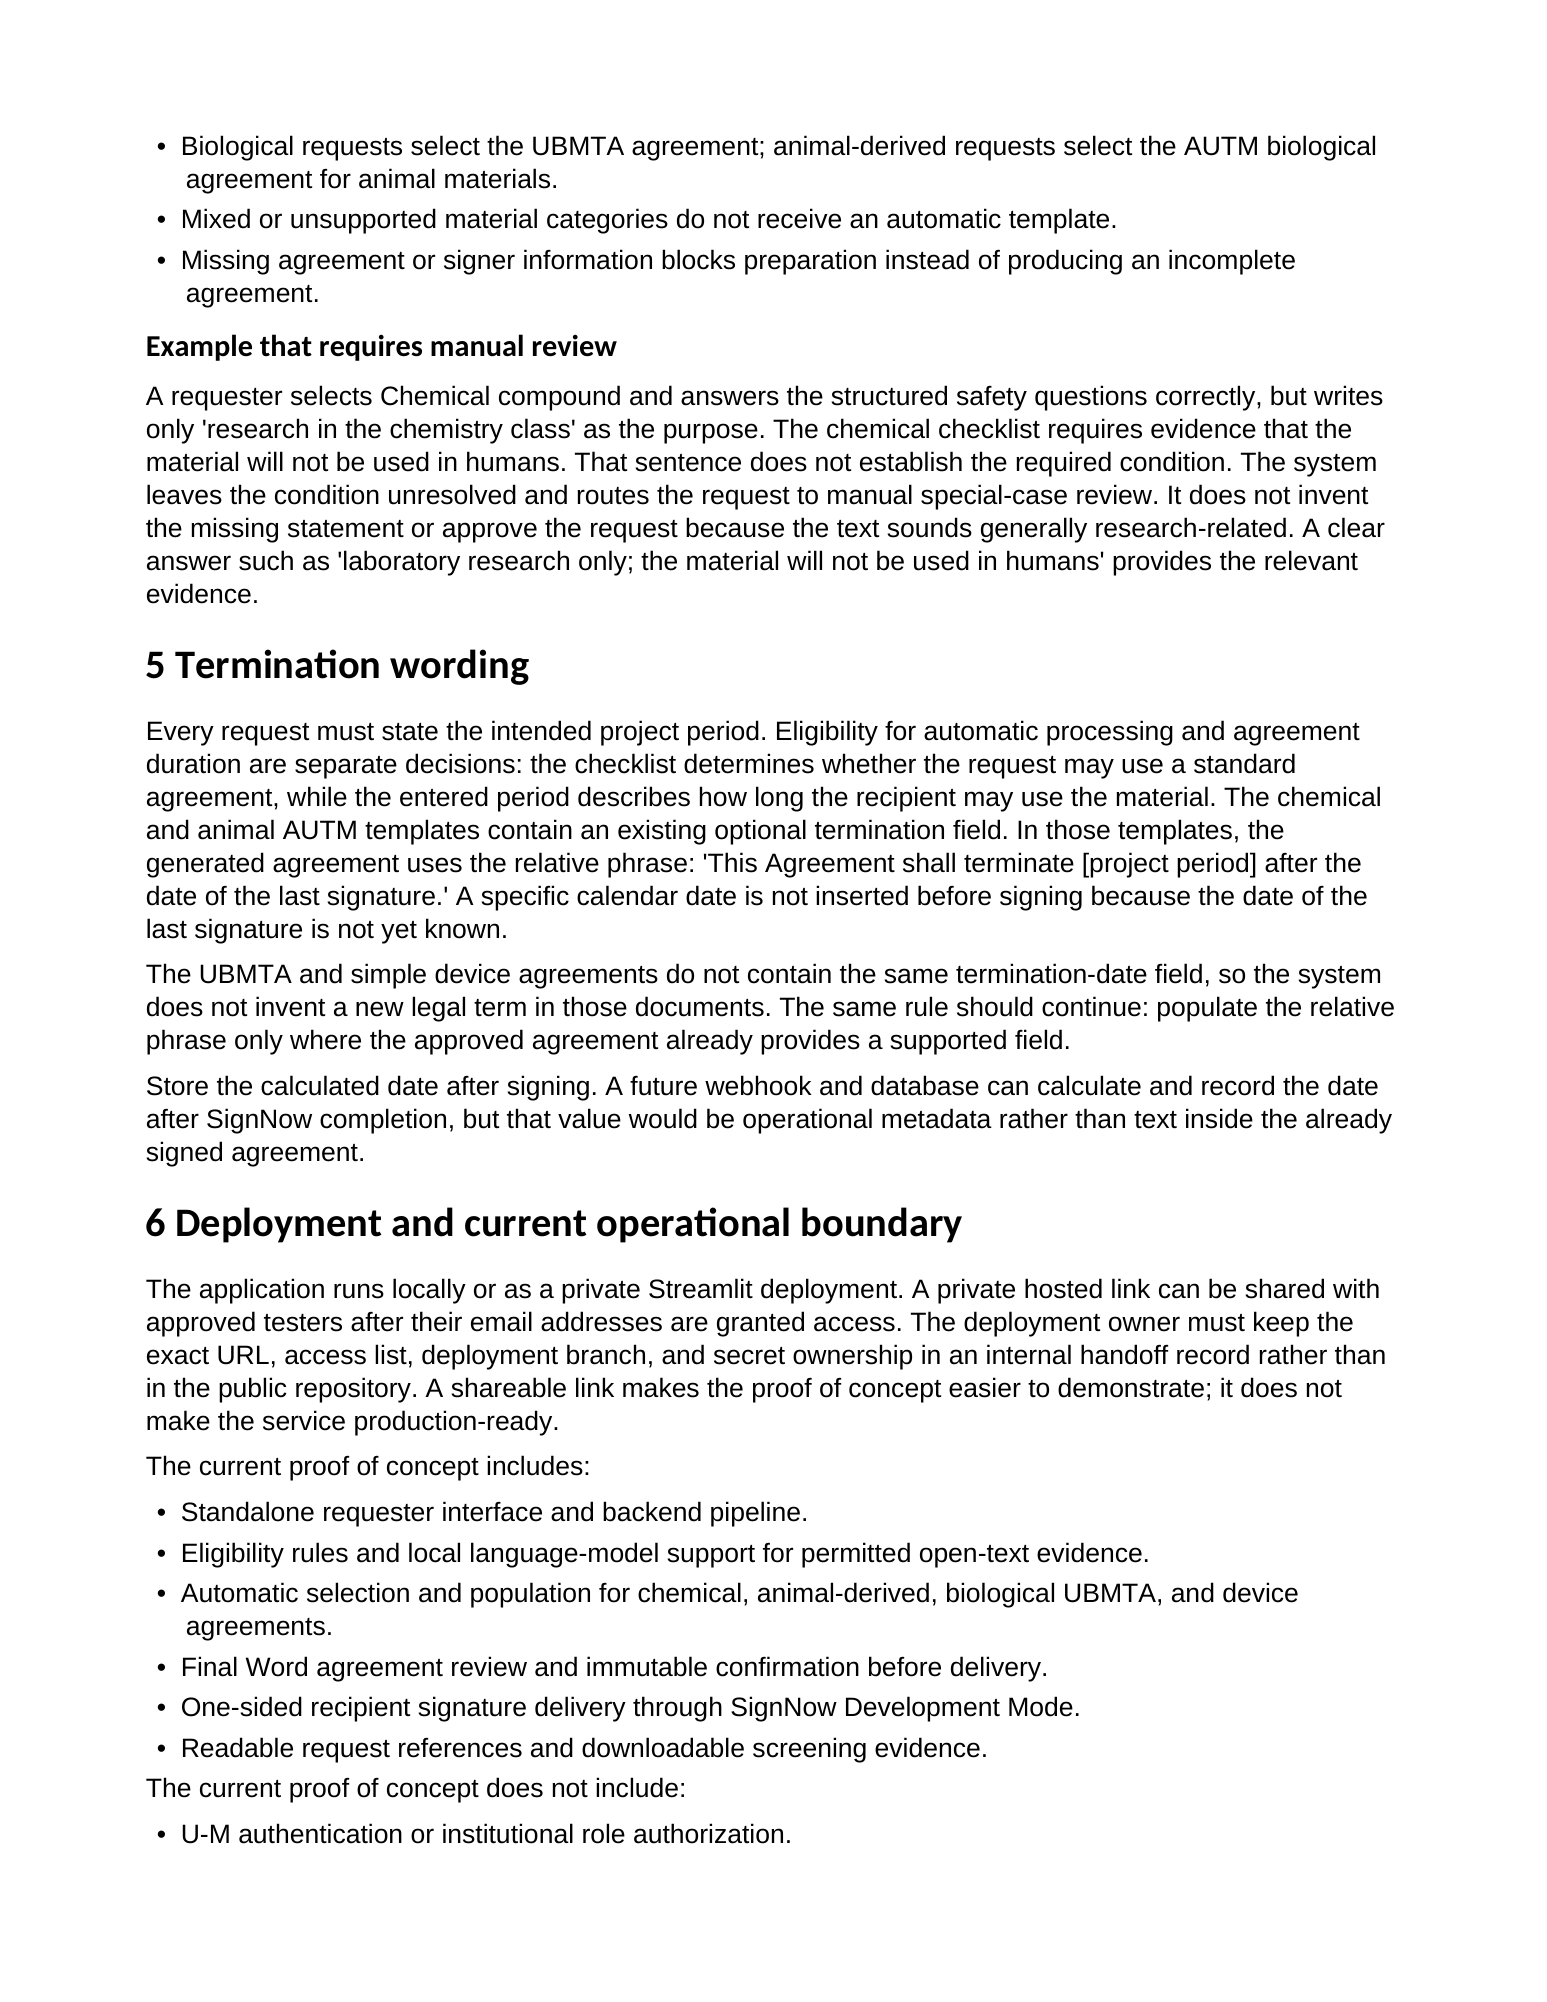 • Biological requests select the UBMTA agreement; animal-derived requests select the AUTM biological
agreement for animal materials.
• Mixed or unsupported material categories do not receive an automatic template.
• Missing agreement or signer information blocks preparation instead of producing an incomplete
agreement.
Example that requires manual review
A requester selects Chemical compound and answers the structured safety questions correctly, but writes
only 'research in the chemistry class' as the purpose. The chemical checklist requires evidence that the
material will not be used in humans. That sentence does not establish the required condition. The system
leaves the condition unresolved and routes the request to manual special-case review. It does not invent
the missing statement or approve the request because the text sounds generally research-related. A clear
answer such as 'laboratory research only; the material will not be used in humans' provides the relevant
evidence.
5 Termination wording
Every request must state the intended project period. Eligibility for automatic processing and agreement
duration are separate decisions: the checklist determines whether the request may use a standard
agreement, while the entered period describes how long the recipient may use the material. The chemical
and animal AUTM templates contain an existing optional termination field. In those templates, the
generated agreement uses the relative phrase: 'This Agreement shall terminate [project period] after the
date of the last signature.' A specific calendar date is not inserted before signing because the date of the
last signature is not yet known.
The UBMTA and simple device agreements do not contain the same termination-date field, so the system
does not invent a new legal term in those documents. The same rule should continue: populate the relative
phrase only where the approved agreement already provides a supported field.
Store the calculated date after signing. A future webhook and database can calculate and record the date
after SignNow completion, but that value would be operational metadata rather than text inside the already
signed agreement.
6 Deployment and current operational boundary
The application runs locally or as a private Streamlit deployment. A private hosted link can be shared with
approved testers after their email addresses are granted access. The deployment owner must keep the
exact URL, access list, deployment branch, and secret ownership in an internal handoff record rather than
in the public repository. A shareable link makes the proof of concept easier to demonstrate; it does not
make the service production-ready.
The current proof of concept includes:
• Standalone requester interface and backend pipeline.
• Eligibility rules and local language-model support for permitted open-text evidence.
• Automatic selection and population for chemical, animal-derived, biological UBMTA, and device
agreements.
• Final Word agreement review and immutable confirmation before delivery.
• One-sided recipient signature delivery through SignNow Development Mode.
• Readable request references and downloadable screening evidence.
The current proof of concept does not include:
• U-M authentication or institutional role authorization.